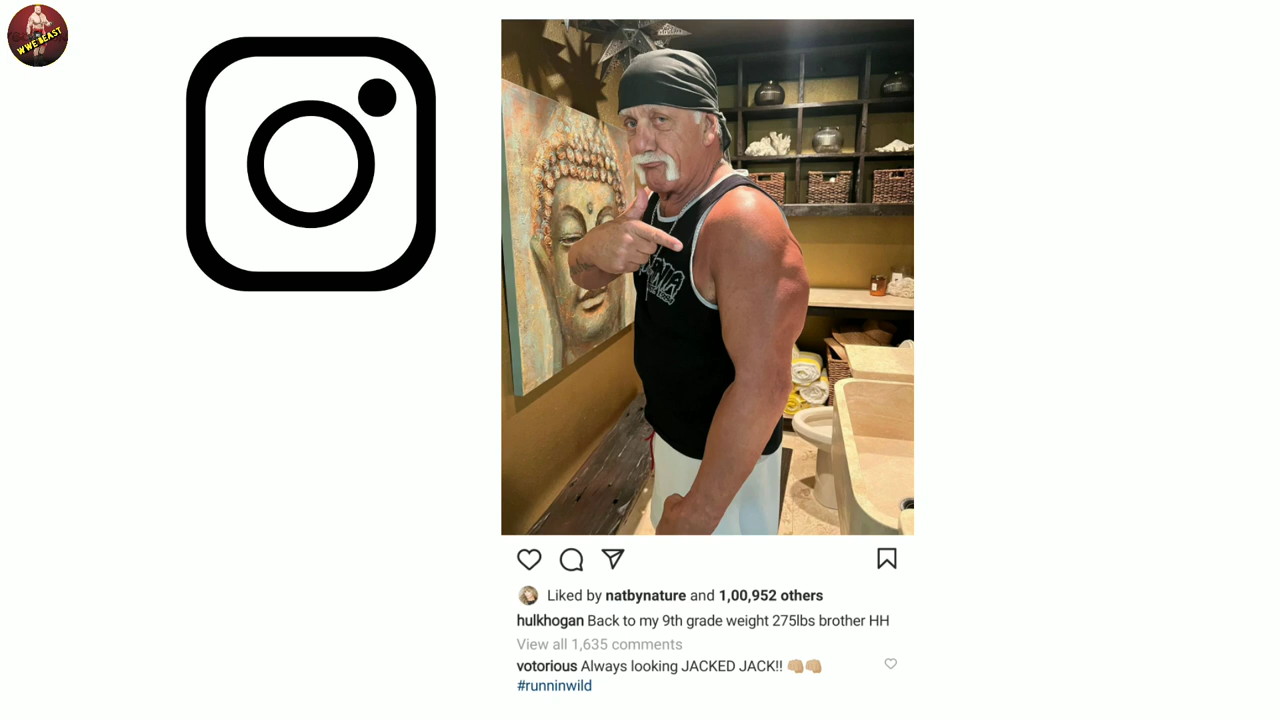 WWE BEAST
Liked by natbynature and 1,00,952 others
hulkhogan Back to my 9th grade weight 275lbs brother HH
View all 1,635 comments
votorious Always looking JACKED JACK!! 👊🏼👊🏼
#runninwild